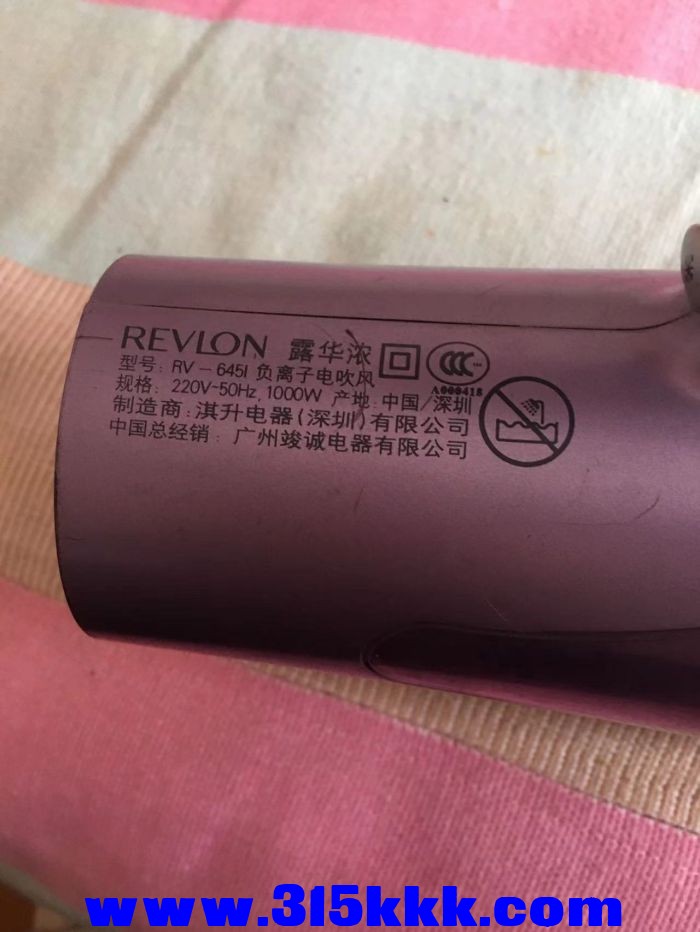 REVLON 露华浓
型号: RV-645I 负离子电吹风
规格: 220V~50Hz, 1000W 产地: 中国/深圳
制造商: 淇升电器(深圳)有限公司
中国总经销: 广州竣诚电器有限公司
CCC
A000418
www.315kkk.com